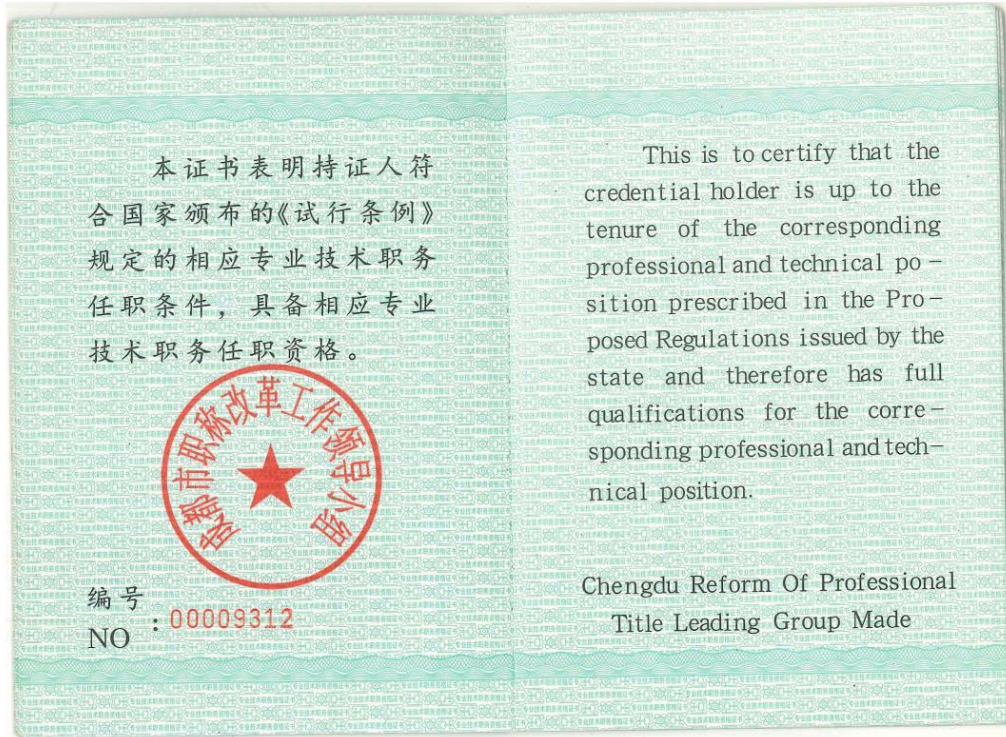 本证书表明持证人符
合国家颁布的《试行条例》
规定的相应专业技术职务
任职条件，具备相应专业
技术职务任职资格。
成都市职称改革工作领导小组
编号
NO
: 00009312
This is to certify that the
credential holder is up to the
tenure of the corresponding
professional and technical po-
sition prescribed in the Pro-
posed Regulations issued by the
state and therefore has full
qualifications for the corre-
sponding professional and tech-
nical position.
Chengdu Reform Of Professional
Title Leading Group Made